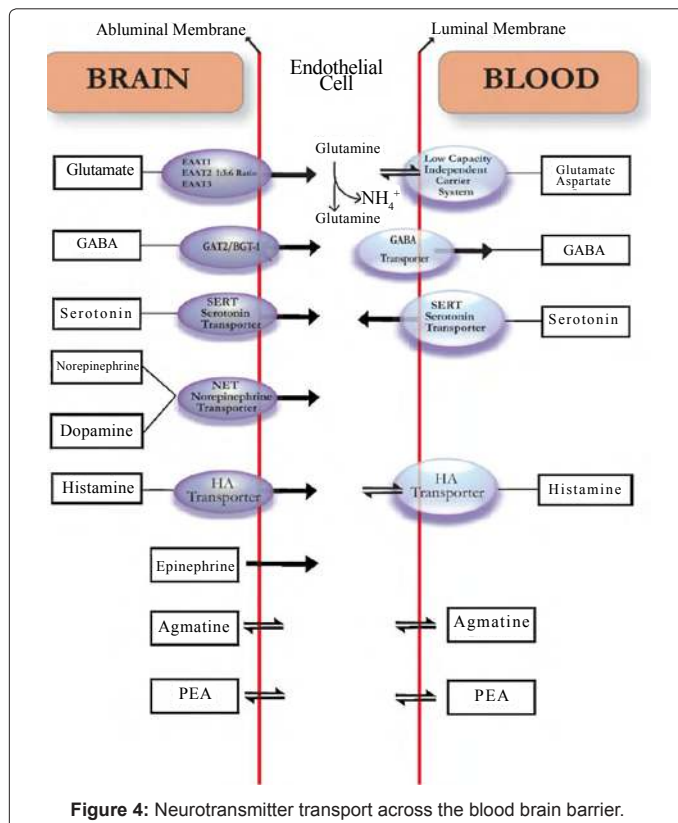 Abluminal Membrane
Luminal Membrane
BRAIN
Endothelial
Cell
BLOOD
Glutamate
EAAT1
EAAT2 1:3:6 Ratio
EAAT3
Glutamine
NH4+
Glutamine
Low Capacity
Independent
Carrier
System
Glutamate
Aspartate
GABA
GAT2/BGT-1
GABA
Transporter
GABA
Serotonin
SERT
Serotonin
Transporter
SERT
Serotonin
Transporter
Serotonin
Norepinephrine
Dopamine
NET
Norepinephrine
Transporter
Histamine
HA
Transporter
HA
Transporter
Histamine
Epinephrine
Agmatine
Agmatine
PEA
PEA
Figure 4: Neurotransmitter transport across the blood brain barrier.